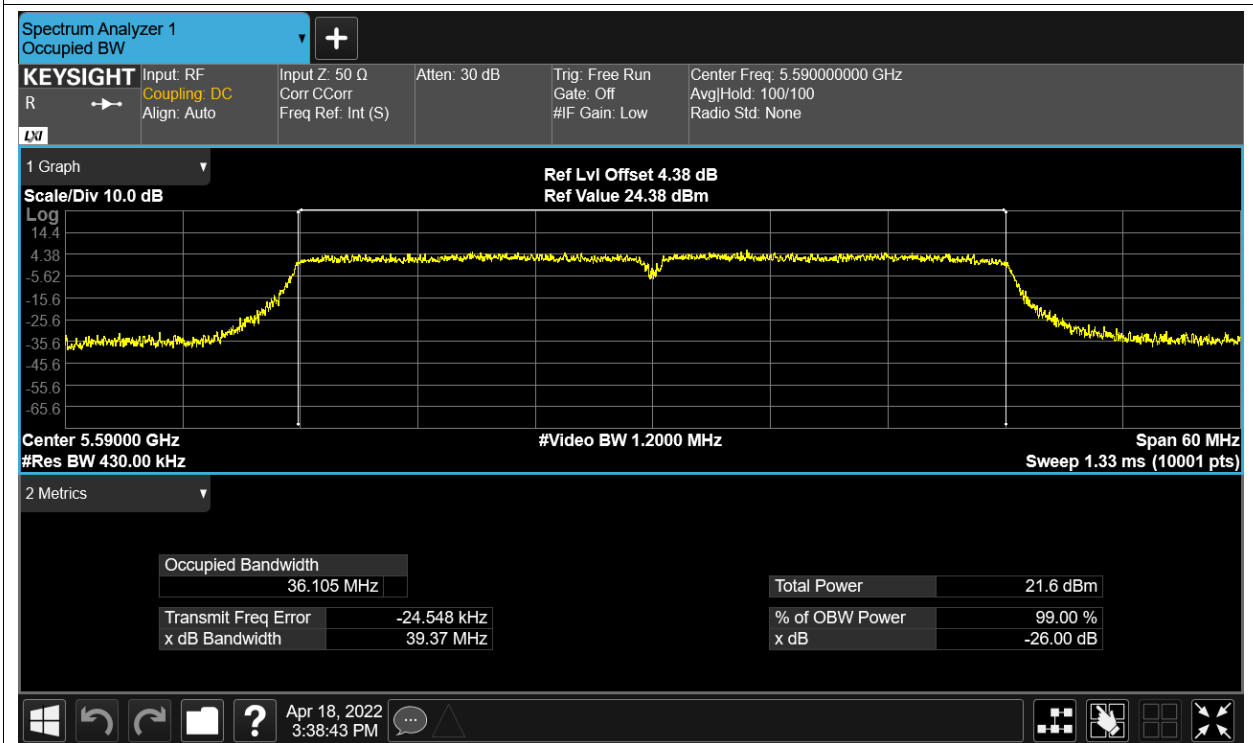 Spectrum Analyzer 1
Occupied BW
KEYSIGHT
R
LXI
Input: RF
Coupling: DC
Align: Auto
Input Z: 50 Ω
Corr CCorr
Freq Ref: Int (S)
Atten: 30 dB
Trig: Free Run
Gate: Off
#IF Gain: Low
Center Freq: 5.590000000 GHz
Avg|Hold: 100/100
Radio Std: None
1 Graph
Scale/Div 10.0 dB
Ref Lvl Offset 4.38 dB
Ref Value 24.38 dBm
Log
14.4
4.38
-5.62
-15.6
-25.6
-35.6
-45.6
-55.6
-65.6
Center 5.59000 GHz
#Video BW 1.2000 MHz
Span 60 MHz
#Res BW 430.00 kHz
Sweep 1.33 ms (10001 pts)
2 Metrics
Occupied Bandwidth
36.105 MHz
Total Power 21.6 dBm
Transmit Freq Error -24.548 kHz
% of OBW Power 99.00 %
x dB Bandwidth 39.37 MHz
x dB -26.00 dB
?
Apr 18, 2022
3:38:43 PM